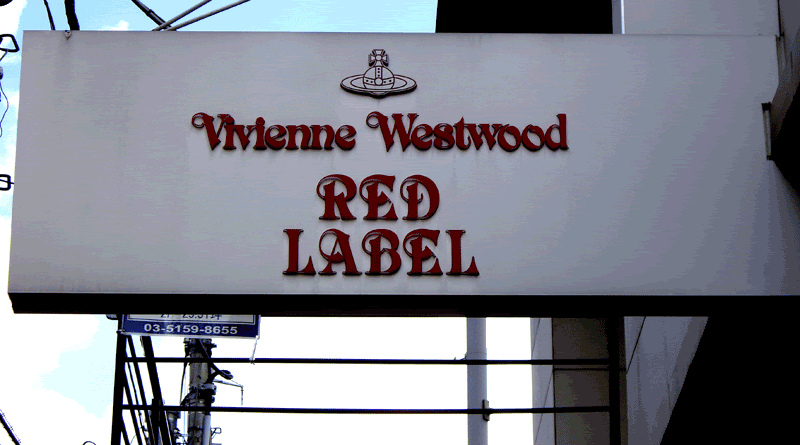 Vivienne Westwood
RED
LABEL
03-5159-8655